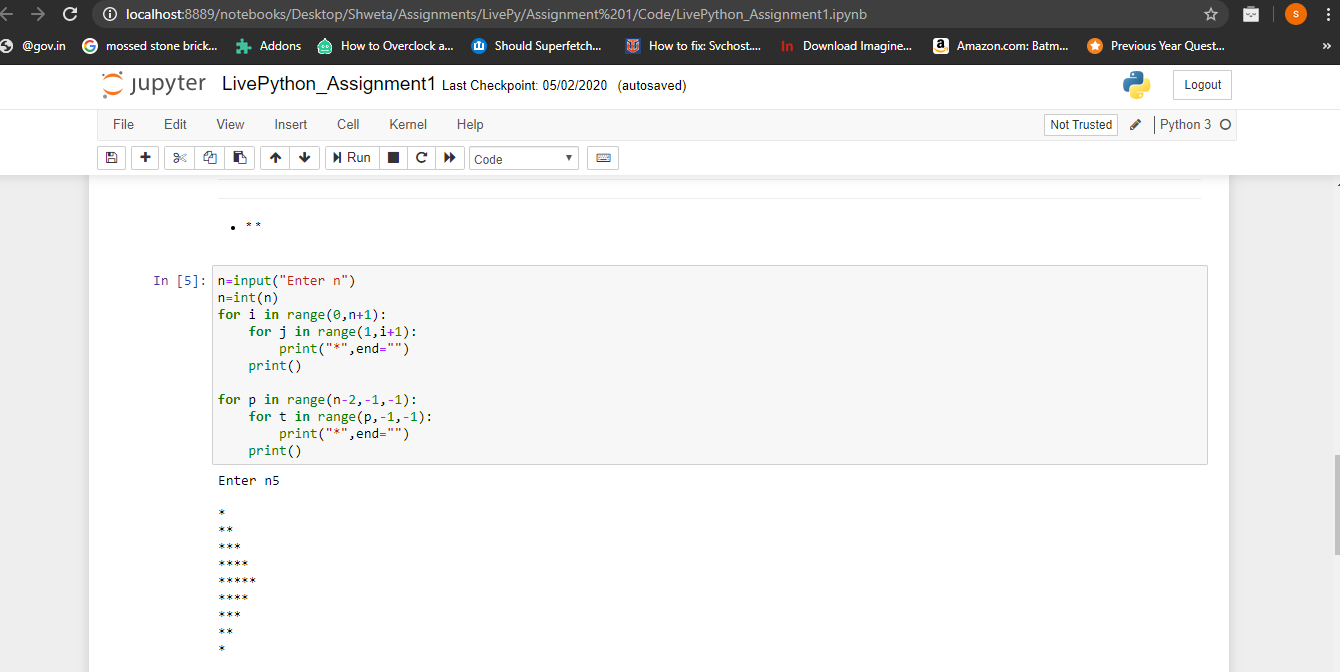 localhost:8889/notebooks/Desktop/Shweta/Assignments/LivePy/Assignment%201/Code/LivePython_Assignment1.ipynb
S
@gov.in mossed stone brick... Addons How to Overclock a... Should Superfetch... How to fix: Svchost.... In Download Imagine... a Amazon.com: Batm... Previous Year Quest... »
jupyter LivePython_Assignment1 Last Checkpoint: 05/02/2020 (autosaved) Logout
File Edit View Insert Cell Kernel Help Not Trusted Python 3
Run Code
• * *
In [5]: n=input("Enter n")
n=int(n)
for i in range(0,n+1):
    for j in range(1,i+1):
        print("*",end="")
    print()

for p in range(n-2,-1,-1):
    for t in range(p,-1,-1):
        print("*",end="")
    print()
Enter n5

*
**
***
****
*****
****
***
**
*